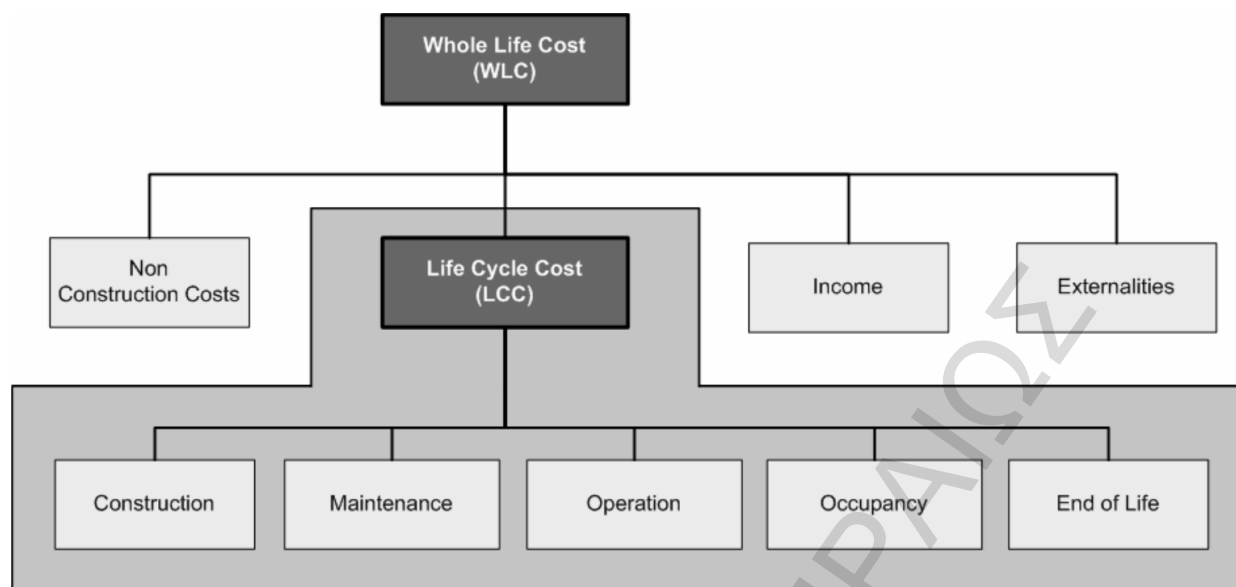 Whole Life Cost
(WLC)
Non
Construction Costs
Life Cycle Cost
(LCC)
Income
Externalities
Construction
Maintenance
Operation
Occupancy
End of Life
ΠΙΡΑΙΩΣ